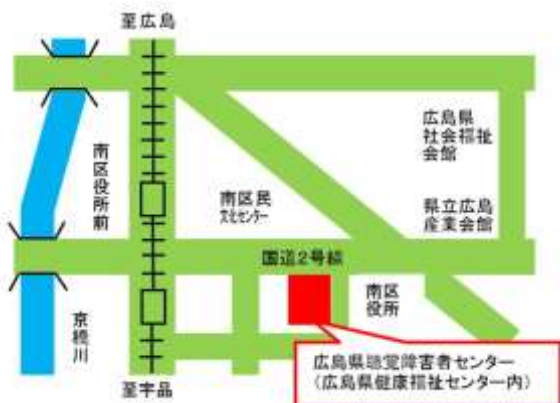 至広島
広島県
社会福祉
会館
南区役所前
南区民
スポセンター
県立広島
産業会館
国道2号線
南区
役所
京橋川
広島県聴覚障害者センター
（広島県健康福祉センター内）
至宇品